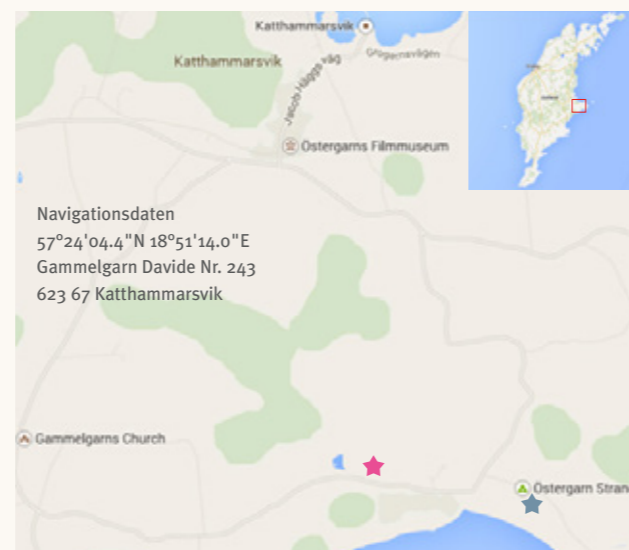 Katthammarsvik
Katthammarsvik
Jacob-Häggs väg
Östergarns Filmmuseum
Navigationsdaten
57°24'04.4"N 18°51'14.0"E
Gammelgarn Davide Nr. 243
623 67 Katthammarsvik
Gammelgarns Church
Östergarn Stran